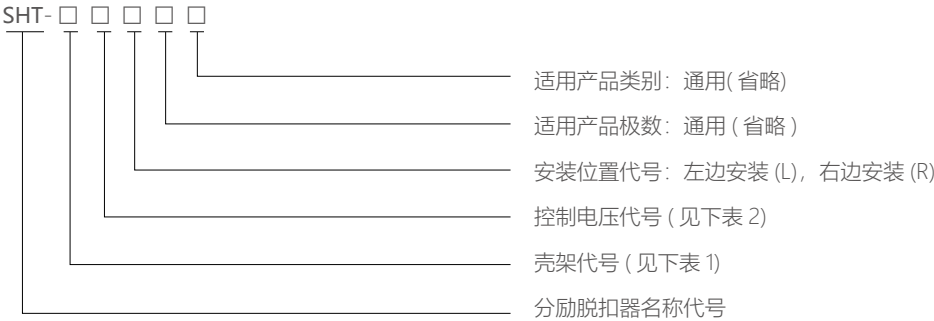 SHT-□ □ □ □ □
适用产品类别：通用( 省略)
适用产品极数：通用 ( 省略 )
安装位置代号：左边安装 (L)，右边安装 (R)
控制电压代号 ( 见下表 2)
壳架代号 ( 见下表 1)
分励脱扣器名称代号